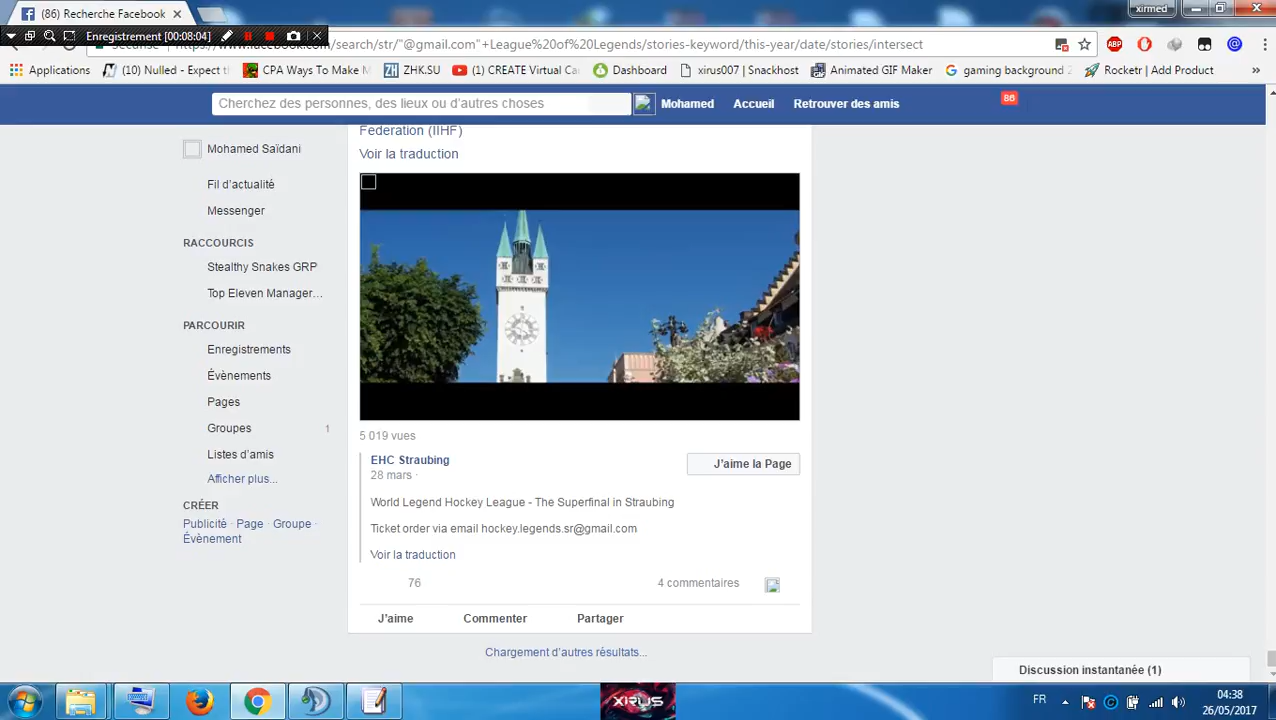 (86) Recherche Facebook
xirmed
Enregistrement [00:08:04]
https://www.facebook.com/search/str/"@gmail.com"+League%20of%20Legends/stories-keyword/this-year/date/stories/intersect
Applications
(10) Nulled - Expect th
CPA Ways To Make M
ZHK.SU
(1) CREATE Virtual Ca
Dashboard
xirus007 | Snackhost
Animated GIF Maker
gaming background
Rocketr | Add Product
»
Cherchez des personnes, des lieux ou d'autres choses
Mohamed
Accueil
Retrouver des amis
86
Mohamed Saïdani
Fil d'actualité
Messenger
RACCOURCIS
Stealthy Snakes GRP
Top Eleven Manager…
PARCOURIR
Enregistrements
Évènements
Pages
Groupes 1
Listes d'amis
Afficher plus...
CRÉER
Publicité · Page · Groupe ·
Évènement
Federation (IIHF)
Voir la traduction
5 019 vues
EHC Straubing
J'aime la Page
28 mars ·
World Legend Hockey League - The Superfinal in Straubing
Ticket order via email hockey.legends.sr@gmail.com
Voir la traduction
76
4 commentaires
J'aime
Commenter
Partager
Chargement d'autres résultats...
Discussion instantanée (1)
XIRUS
FR
04:38
26/05/2017